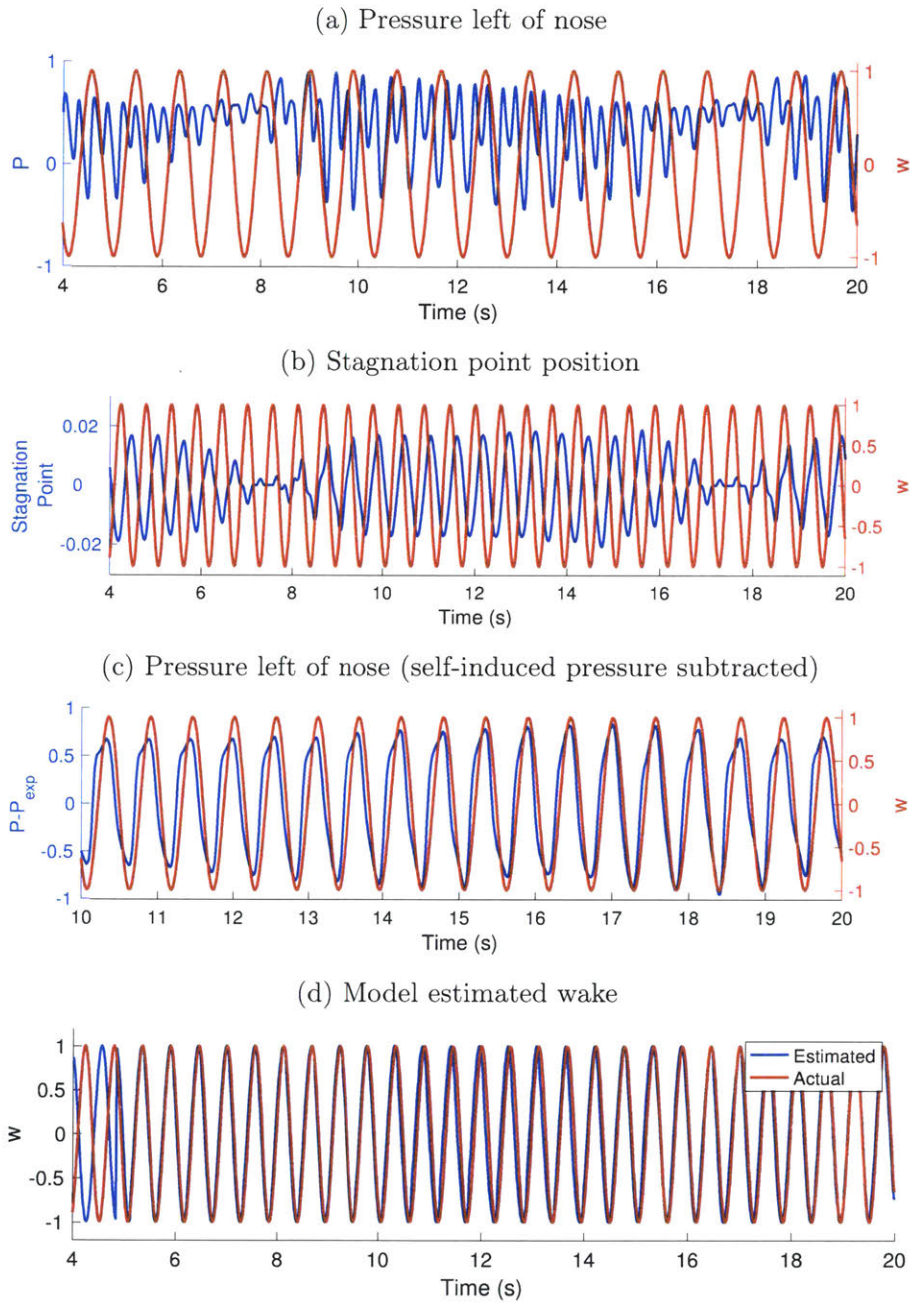 (a) Pressure left of nose
1
0
-1
P
1
0
-1
w
4 6 8 10 12 14 16 18 20
Time (s)
(b) Stagnation point position
0.02
0
-0.02
Stagnation
Point
1
0.5
0
-0.5
-1
w
4 6 8 10 12 14 16 18 20
Time (s)
(c) Pressure left of nose (self-induced pressure subtracted)
1
0.5
0
-0.5
-1
P-Pexp
1
0.5
0
-0.5
-1
w
10 11 12 13 14 15 16 17 18 19 20
Time (s)
(d) Model estimated wake
1
0.5
0
-0.5
-1
w
Estimated
Actual
4 6 8 10 12 14 16 18 20
Time (s)